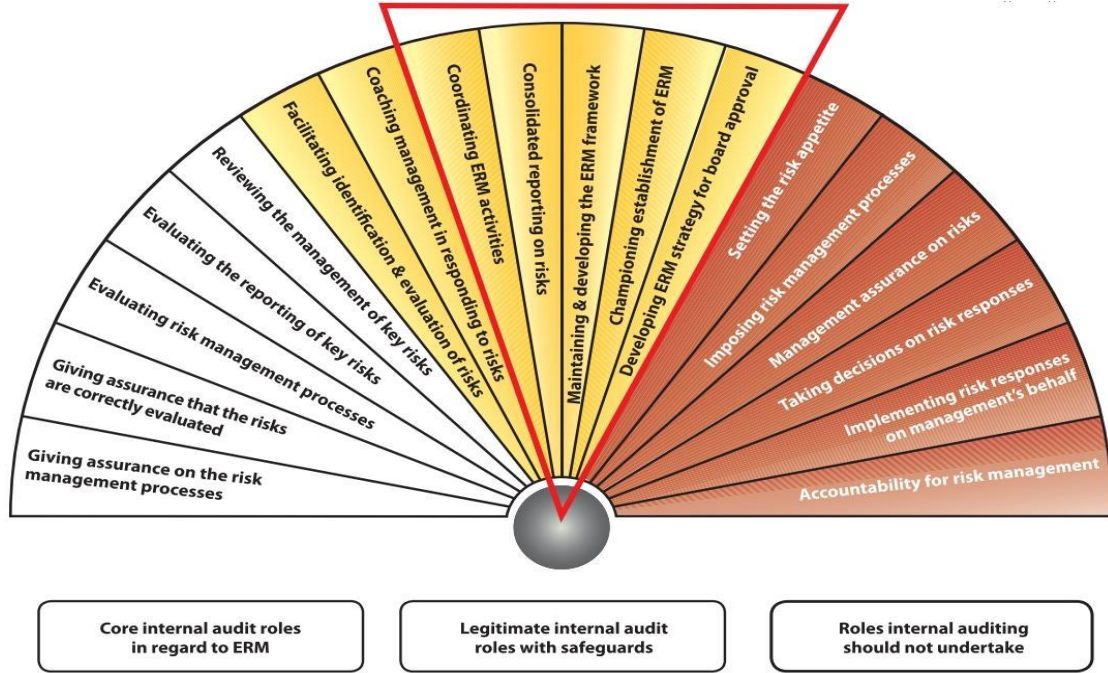 Giving assurance on the risk
management processes
Giving assurance that the risks
are correctly evaluated
Evaluating risk management processes
Evaluating the reporting of key risks
Reviewing the management of key risks
Facilitating identification & evaluation of risks
Coaching management in responding to risks
Coordinating ERM activities
Consolidated reporting on risks
Maintaining & developing the ERM framework
Championing establishment of ERM
Developing ERM strategy for board approval
Setting the risk appetite
Imposing risk management processes
Management assurance on risks
Taking decisions on risk responses
Implementing risk responses
on management's behalf
Accountability for risk management
Core internal audit roles
in regard to ERM
Legitimate internal audit
roles with safeguards
Roles internal auditing
should not undertake